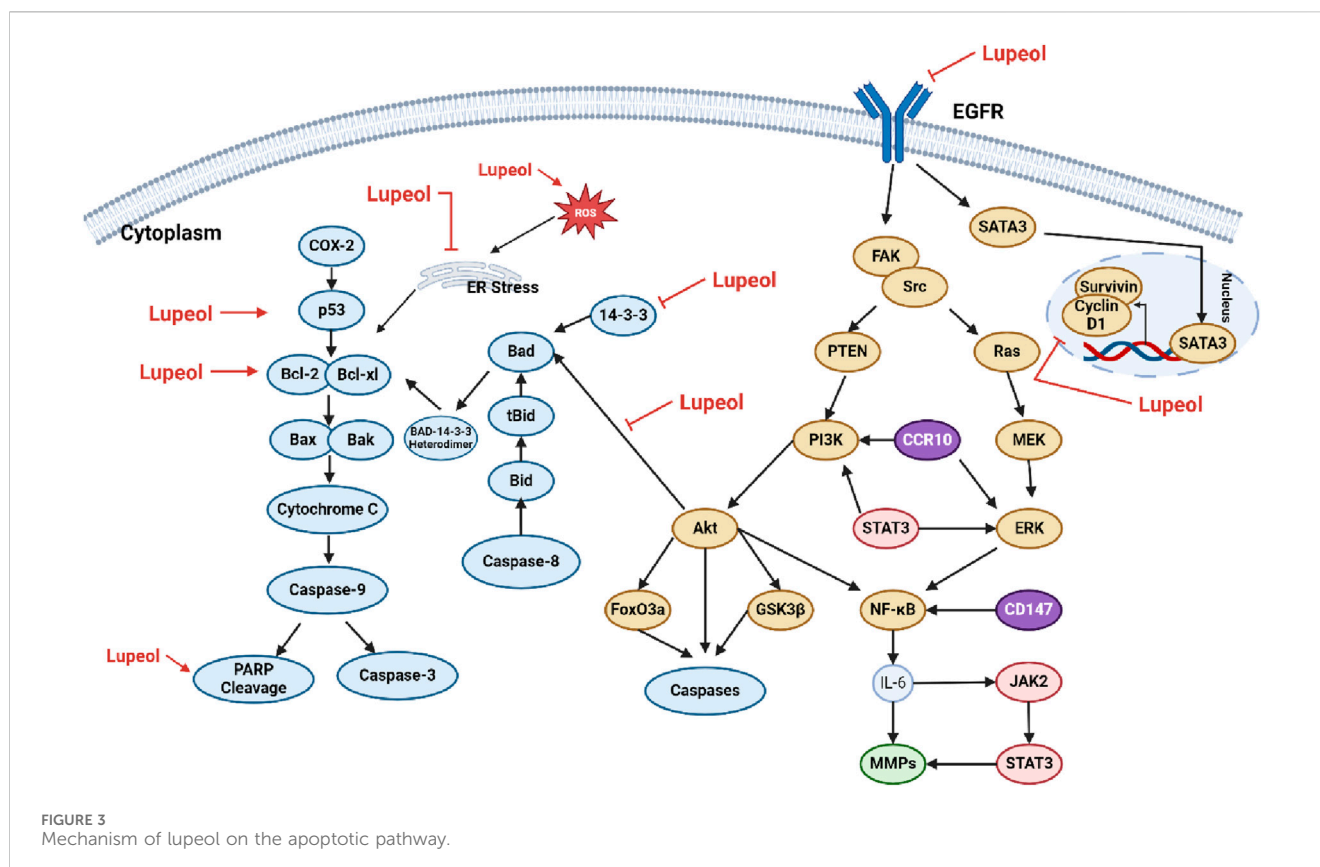 Lupeol
EGFR
Lupeol
ROS
Lupeol
Cytoplasm
COX-2
SATA3
FAK
Src
ER Stress
Lupeol
Survivin
Cyclin
D1
Nucleus
SATA3
Lupeol
p53
14-3-3
Bad
PTEN
Ras
Lupeol
Bcl-2
Bcl-xl
Lupeol
Lupeol
tBid
BAD-14-3-3
Heterodimer
Bax
Bak
PI3K
CCR10
MEK
Bid
Cytochrome C
Akt
STAT3
ERK
Caspase-8
Caspase-9
FoxO3a
GSK3β
NF-κB
CD147
Lupeol
PARP
Cleavage
Caspase-3
Caspases
IL-6
JAK2
MMPs
STAT3
FIGURE 3
Mechanism of lupeol on the apoptotic pathway.